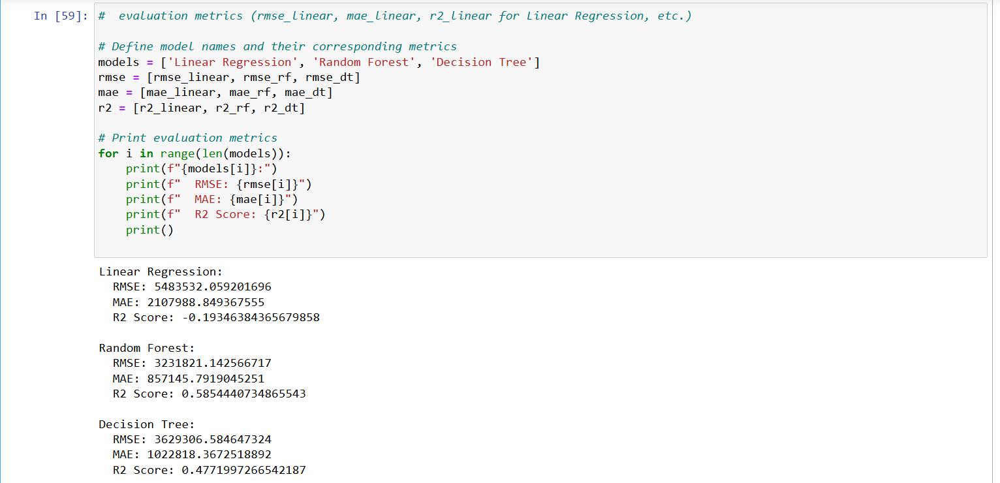 In [59]: #  evaluation metrics (rmse_linear, mae_linear, r2_linear for Linear Regression, etc.)
# Define model names and their corresponding metrics
models = ['Linear Regression', 'Random Forest', 'Decision Tree']
rmse = [rmse_linear, rmse_rf, rmse_dt]
mae = [mae_linear, mae_rf, mae_dt]
r2 = [r2_linear, r2_rf, r2_dt]
# Print evaluation metrics
for i in range(len(models)):
    print(f"{models[i]}:")
    print(f"  RMSE: {rmse[i]}")
    print(f"  MAE: {mae[i]}")
    print(f"  R2 Score: {r2[i]}")
    print()
Linear Regression:
  RMSE: 5483532.059201696
  MAE: 2107988.849367555
  R2 Score: -0.19346384365679858
Random Forest:
  RMSE: 3231821.142566717
  MAE: 857145.7919045251
  R2 Score: 0.5854440734865543
Decision Tree:
  RMSE: 3629306.584647324
  MAE: 1022818.3672518892
  R2 Score: 0.4771997266542187